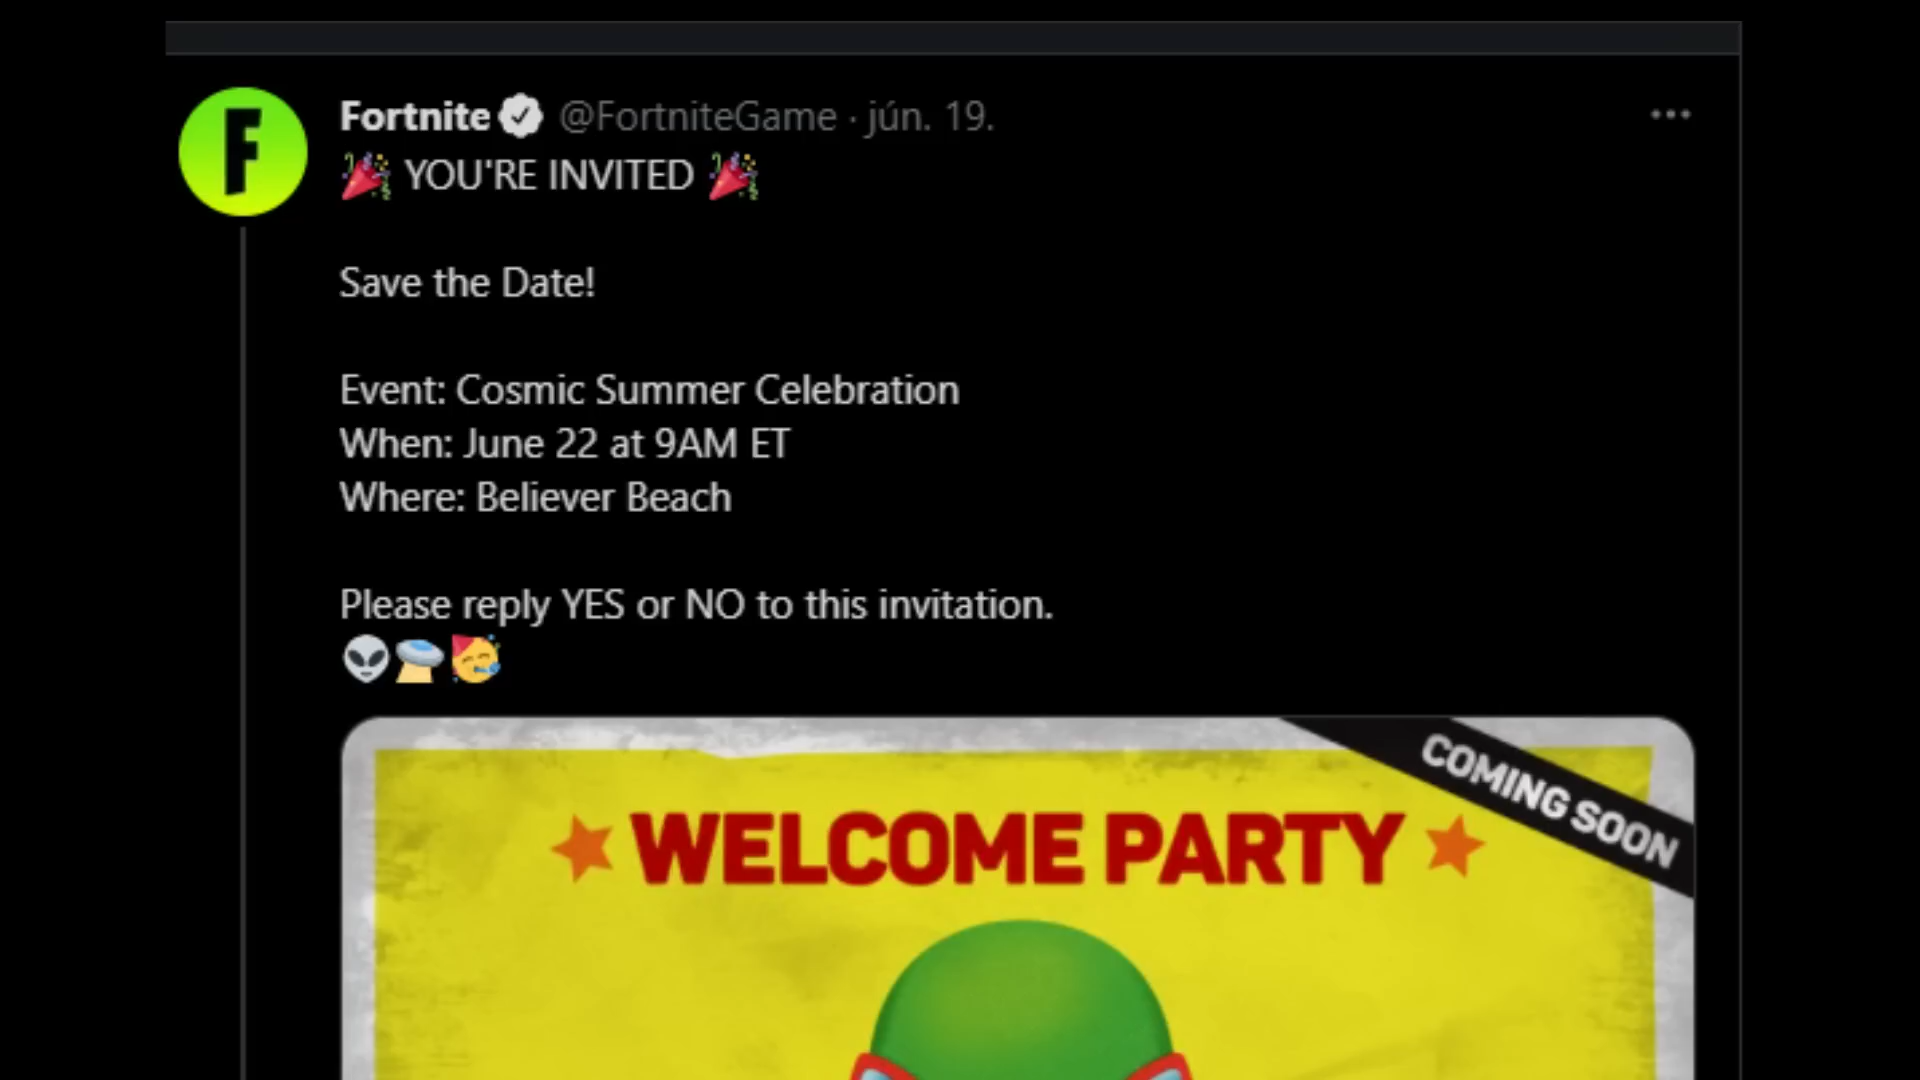 Fortnite @FortniteGame · jún. 19.
🎉 YOU'RE INVITED 🎉
Save the Date!
Event: Cosmic Summer Celebration
When: June 22 at 9AM ET
Where: Believer Beach
Please reply YES or NO to this invitation.
👽🛸🥳
COMING SOON
WELCOME PARTY